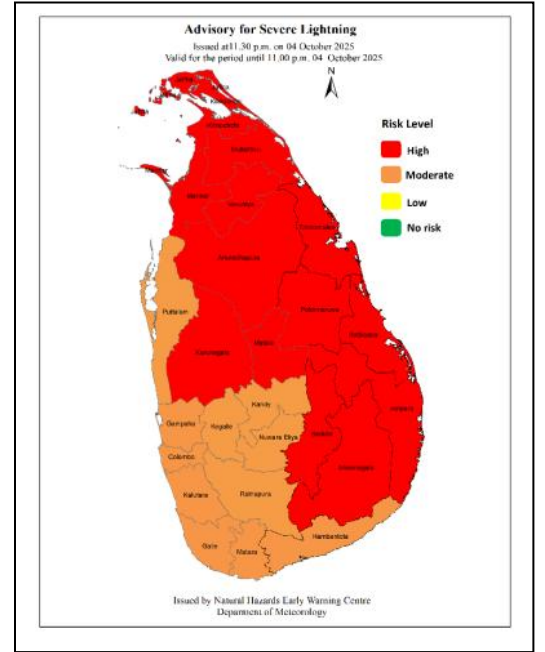 Advisory for Severe Lightning
Issued at11.30 p.m. on 04 October 2025
Valid for the period until 11.00 p.m. 04 October 2025
N
Risk Level
High
Moderate
Low
No risk
Trincomalee
Anuradhapura
Puttalam
Polonnaruwa
Kurunegala
Matale
Kandy
Gampaha
Kegalle
Nuwara Eliya
Badulla
Colombo
Kalutara
Ratnapura
Hambantota
Galle
Matara
Issued by Natural Hazards Early Warning Centre
Department of Meteorology